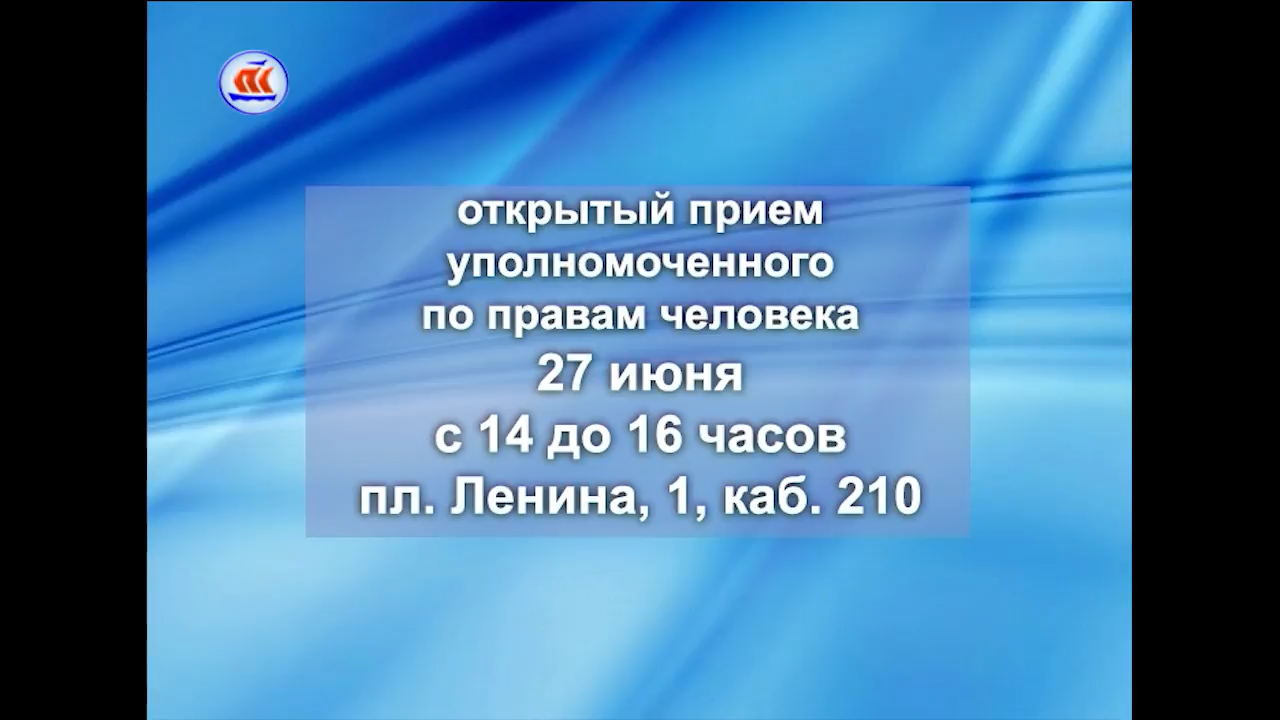 открытый прием
уполномоченного
по правам человека
27 июня
с 14 до 16 часов
пл. Ленина, 1, каб. 210